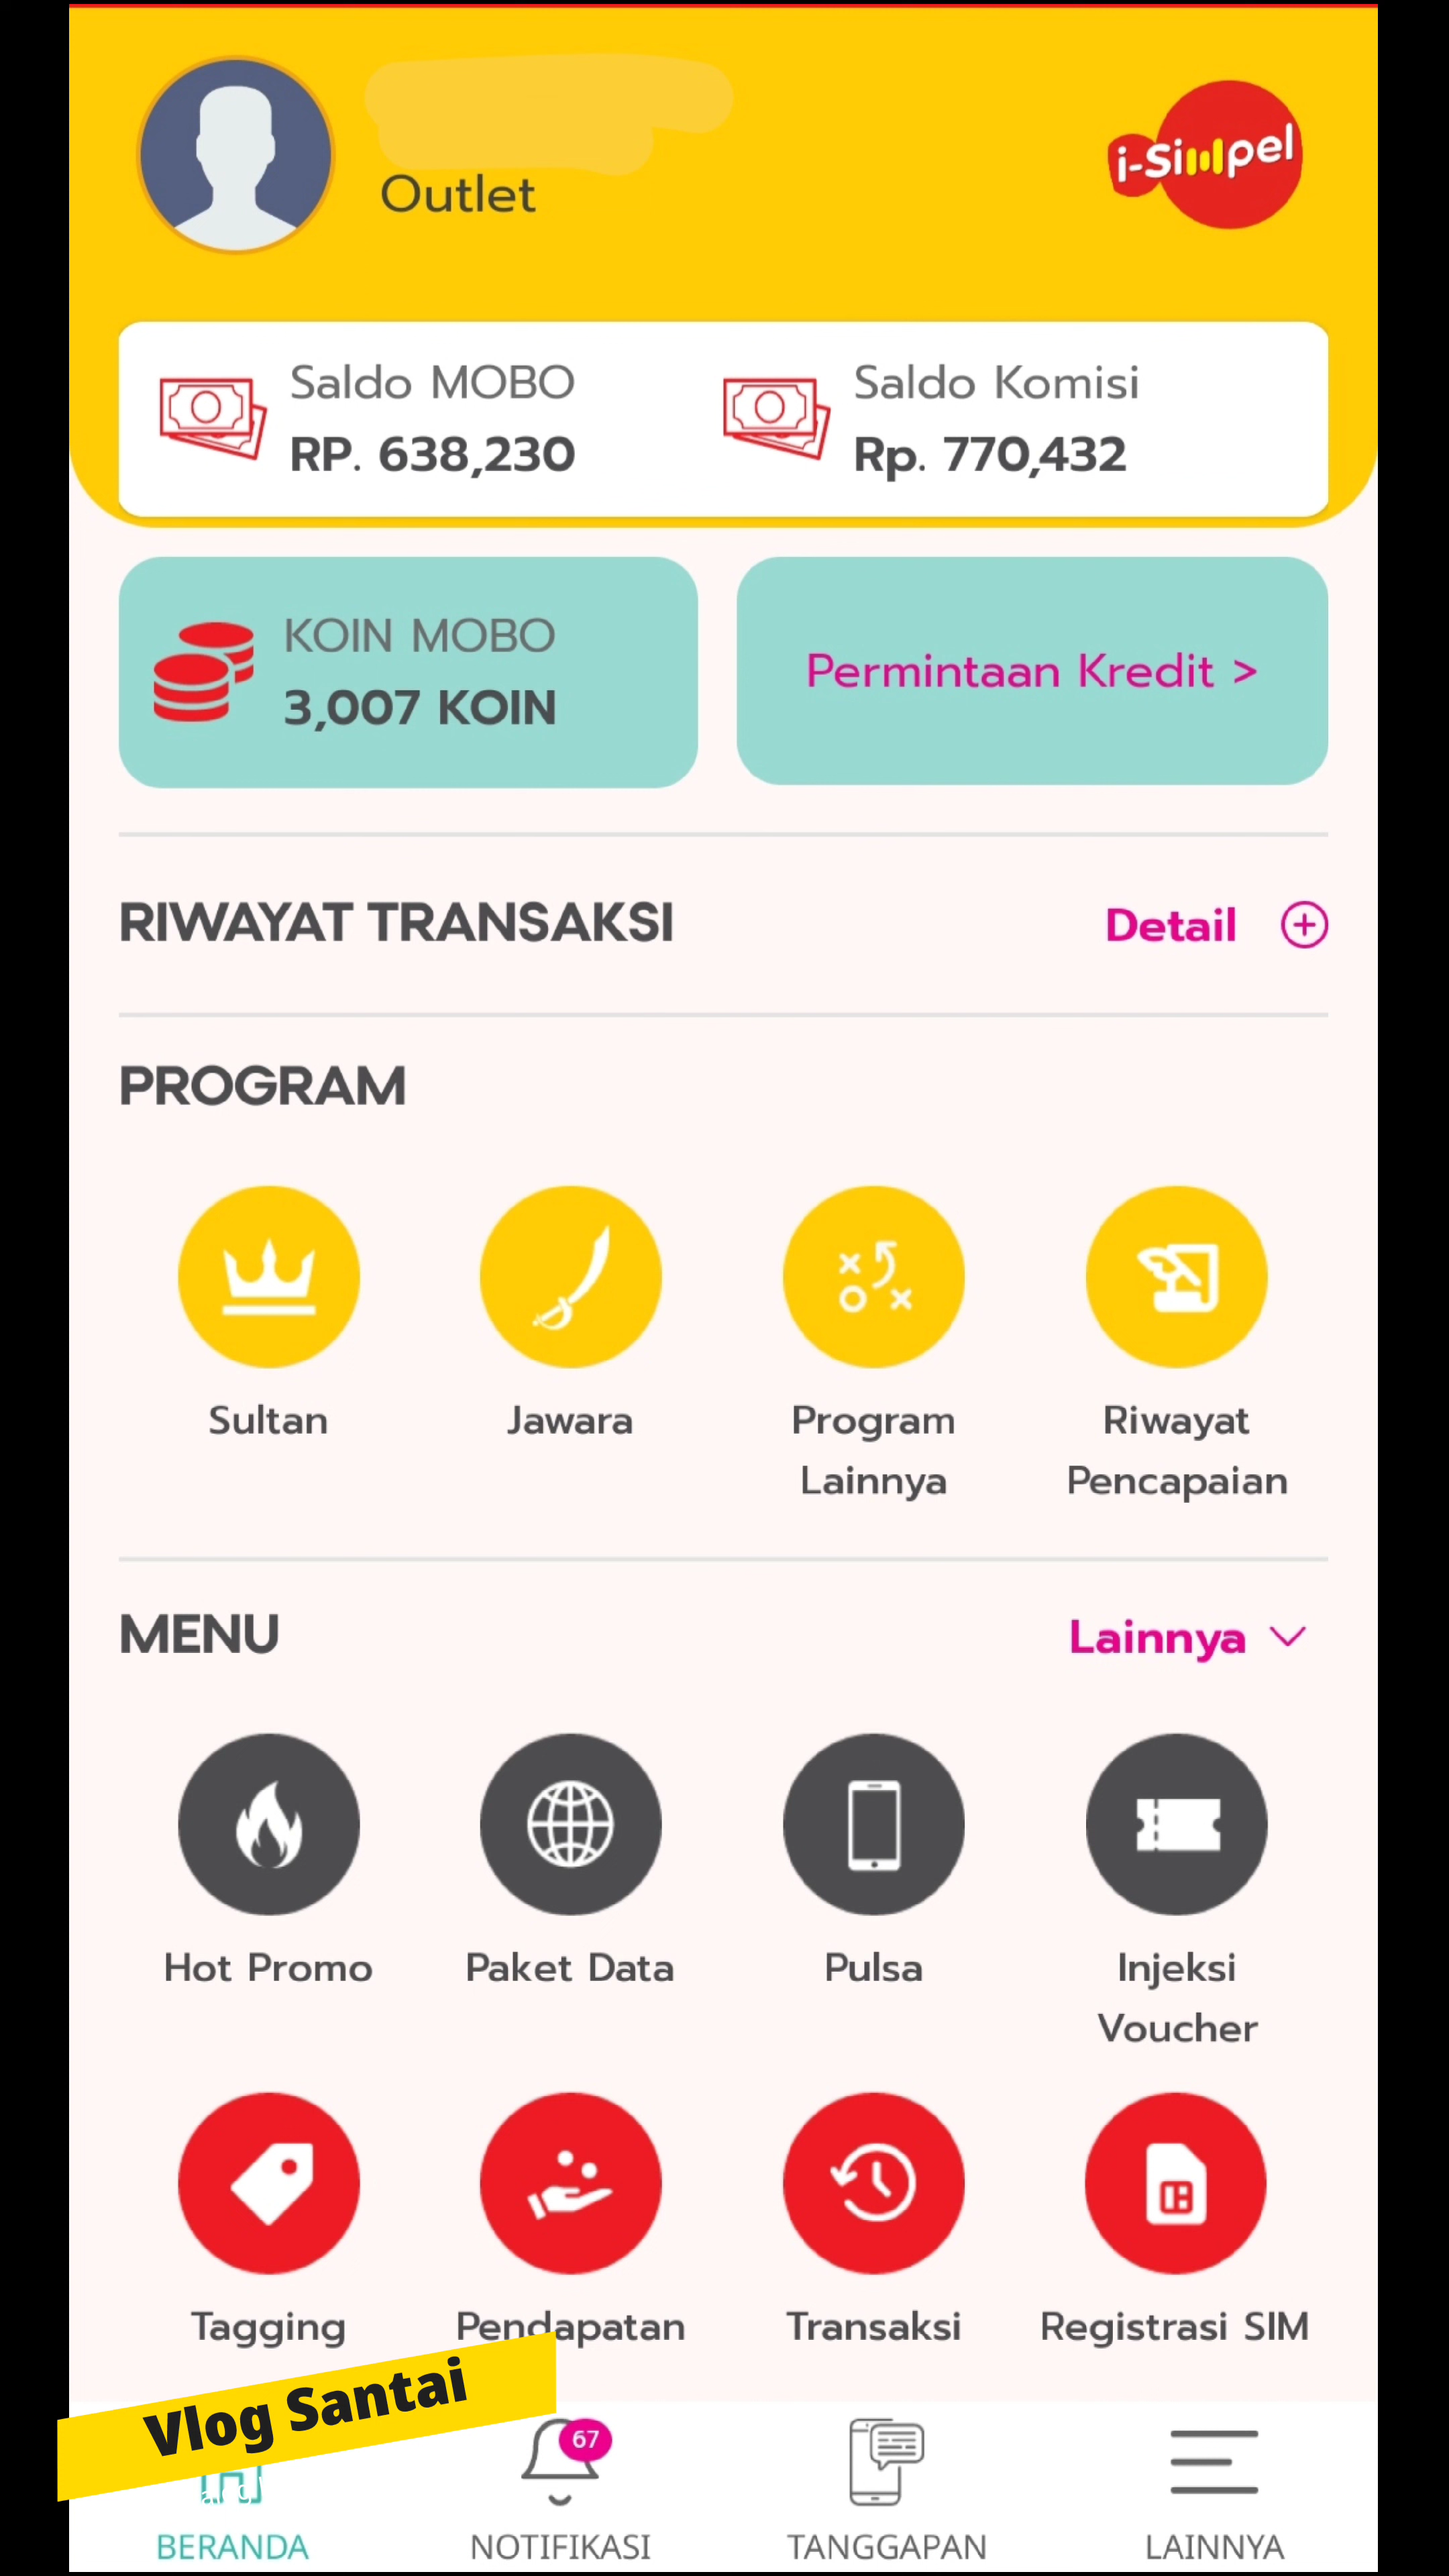 Outlet
i-Simpel
Saldo MOBO
RP. 638,230
Saldo Komisi
Rp. 770,432
KOIN MOBO
3,007 KOIN
Permintaan Kredit >
RIWAYAT TRANSAKSI
Detail
PROGRAM
Sultan
Jawara
Program
Lainnya
Riwayat
Pencapaian
MENU
Lainnya
Hot Promo
Paket Data
Pulsa
Injeksi
Voucher
Tagging
Pendapatan
Transaksi
Registrasi SIM
Vlog Santai
67
BERANDA
NOTIFIKASI
TANGGAPAN
LAINNYA